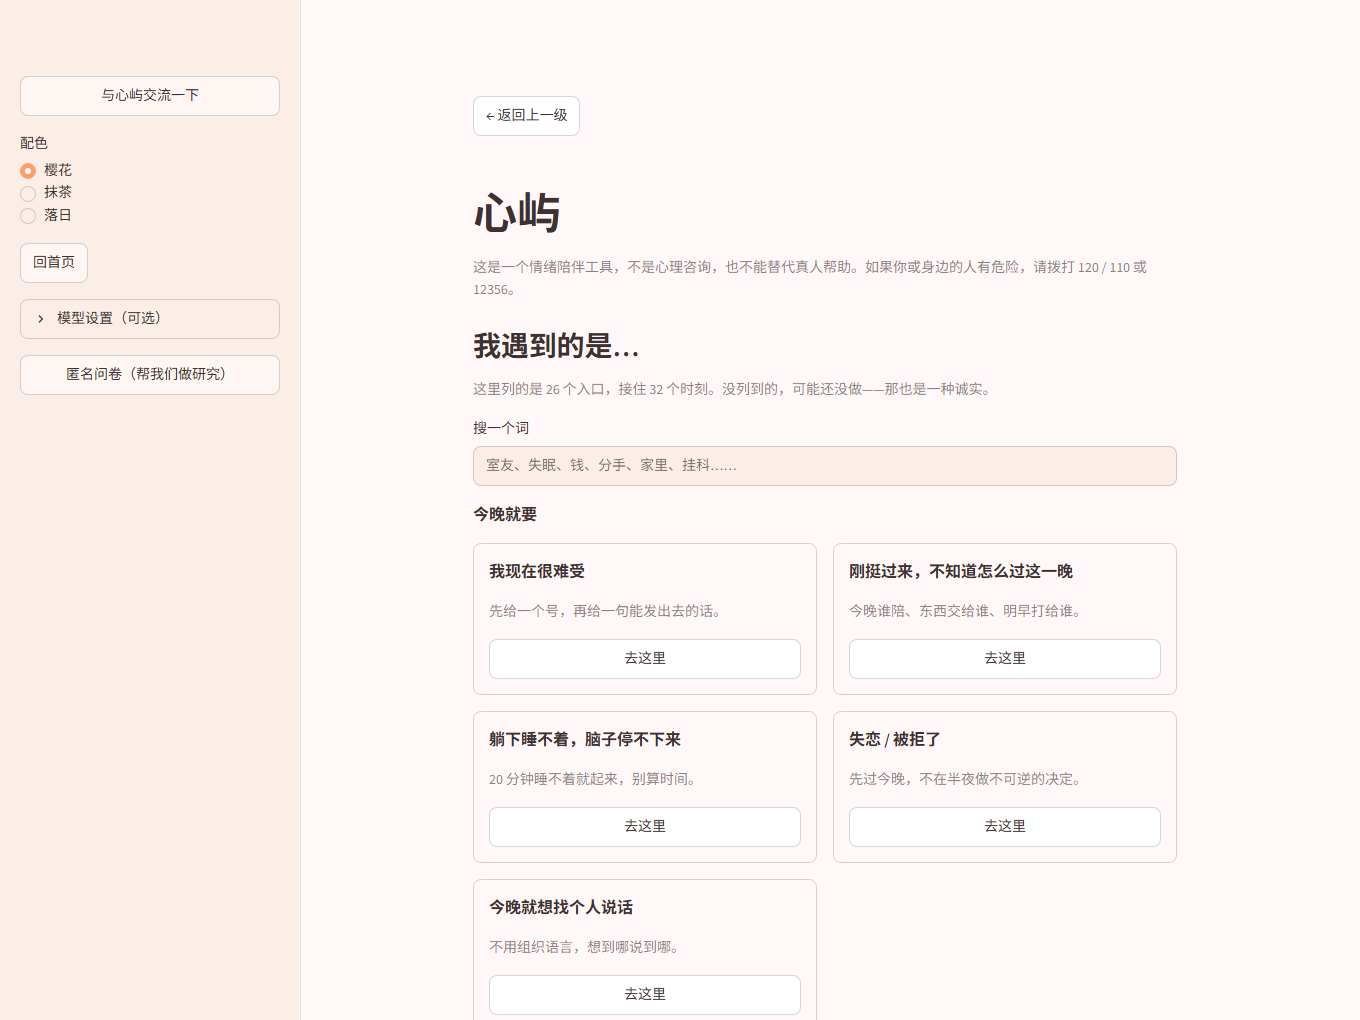 与心屿交流一下
配色
樱花
抹茶
落日
回首页
模型设置（可选）
匿名问卷（帮我们做研究）
← 返回上一级
心屿
这是一个情绪陪伴工具，不是心理咨询，也不能替代真人帮助。如果你或身边的人有危险，请拨打 120 / 110 或
12356。
我遇到的是…
这里列的是 26 个入口，接住 32 个时刻。没列到的，可能还没做——那也是一种诚实。
搜一个词
室友、失眠、钱、分手、家里、挂科……
今晚就要
我现在很难受
先给一个号，再给一句能发出去的话。
去这里
刚挺过来，不知道怎么过这一晚
今晚谁陪、东西交给谁、明早打给谁。
去这里
躺下睡不着，脑子停不下来
20 分钟睡不着就起来，别算时间。
去这里
失恋 / 被拒了
先过今晚，不在半夜做不可逆的决定。
去这里
今晚就想找个人说话
不用组织语言，想到哪说到哪。
去这里